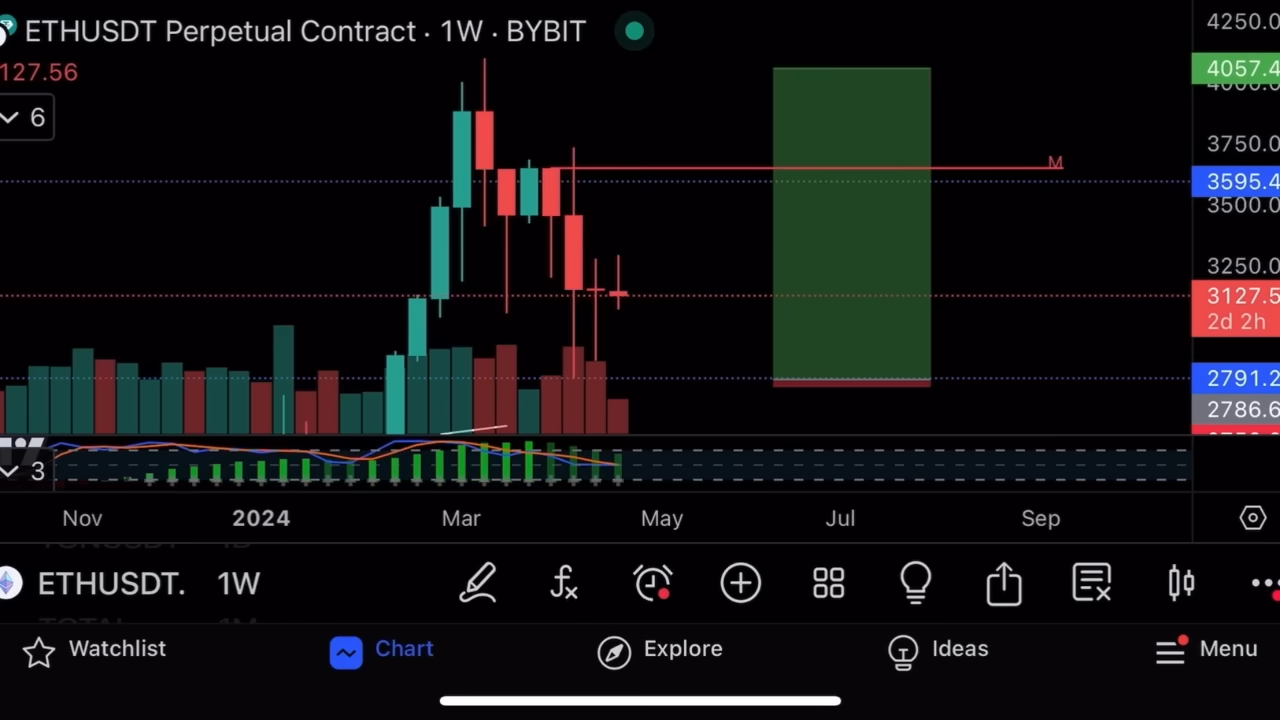 ETHUSDT Perpetual Contract · 1W · BYBIT
127.56
6
4250.0
4057.4
3750.0
M
3595.4
3500.0
3250.0
3127.5
2d 2h
2791.2
2786.6
3
Nov 2024 Mar May Jul Sep
ETHUSDT. 1W
Watchlist Chart Explore Ideas Menu